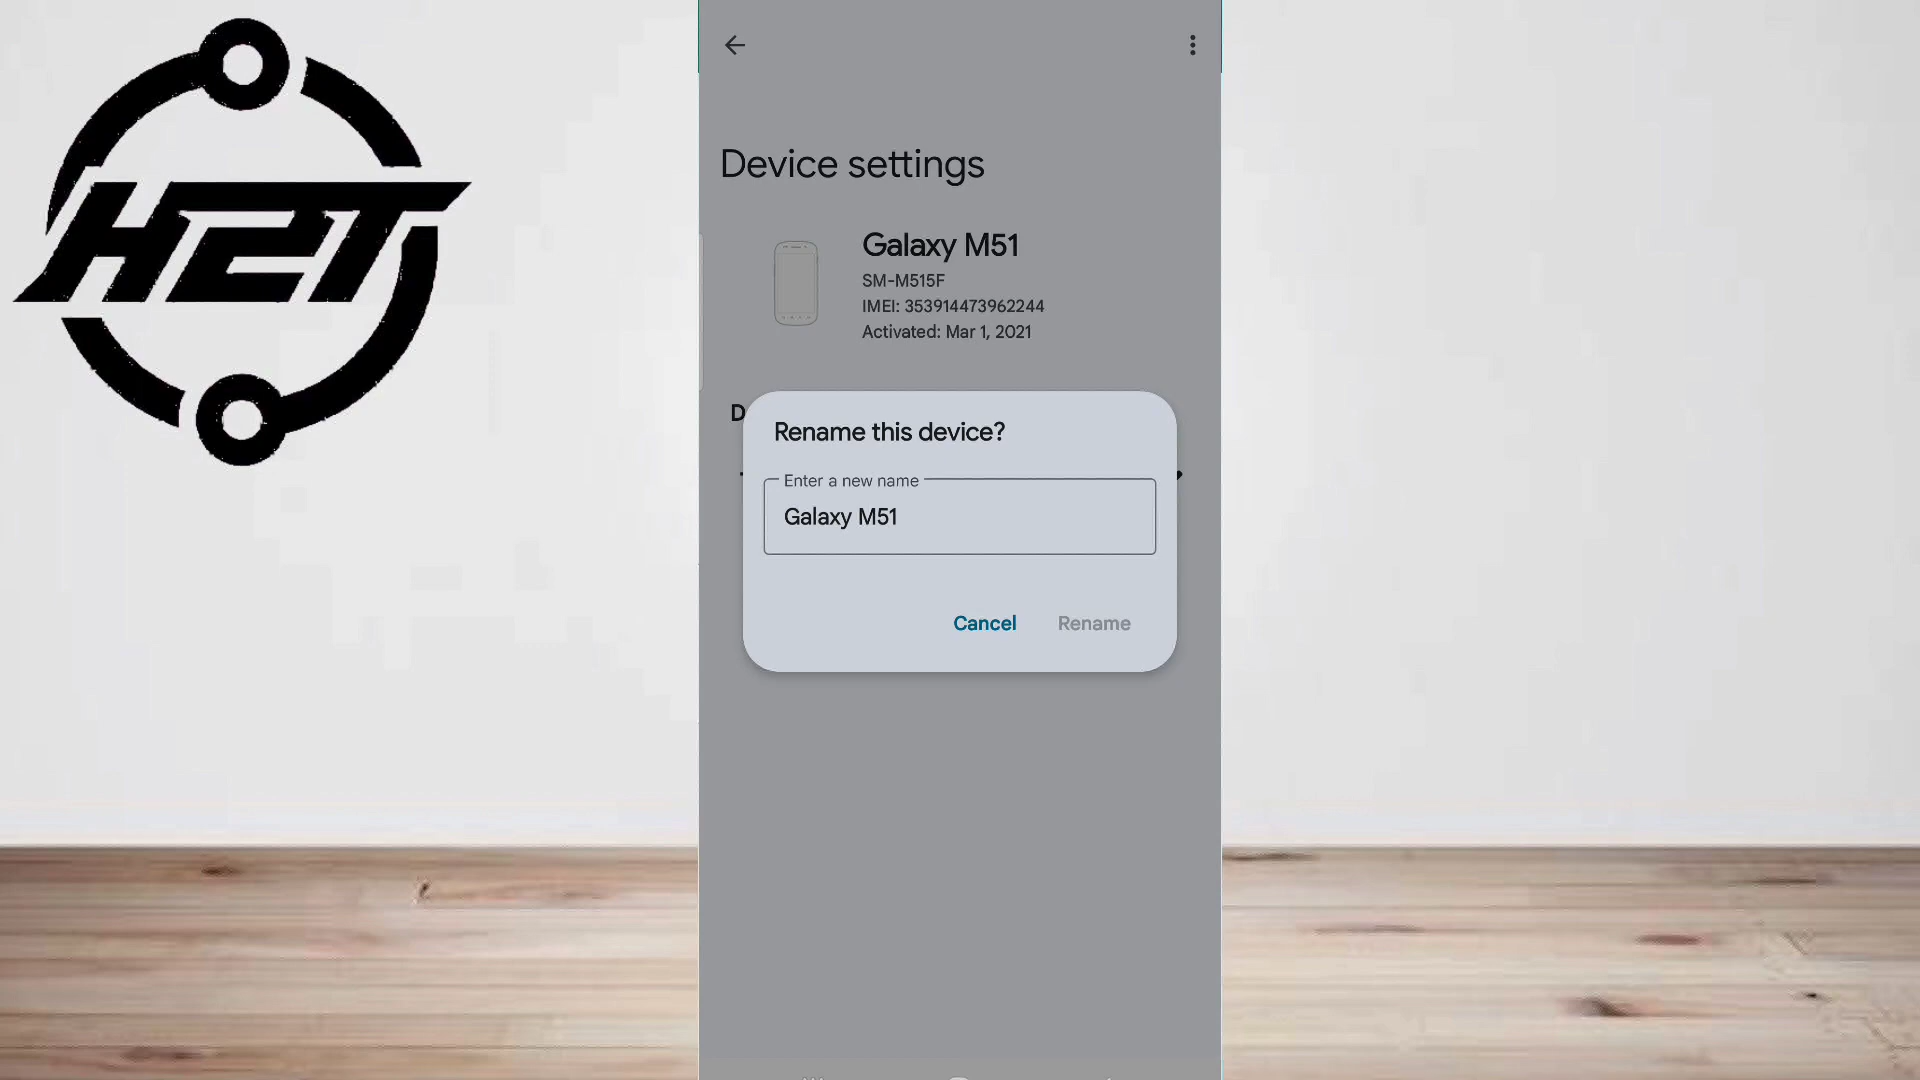 H2T
Device settings
Galaxy M51
SM-M515F
IMEI: 353914473962244
Activated: Mar 1, 2021
D
Rename this device?
Enter a new name
Galaxy M51
Cancel
Rename